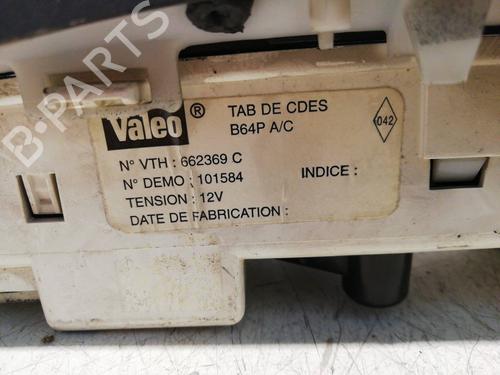 Valeo ®
TAB DE CDES
B64P A/C
042
N° VTH : 662369 C
N° DEMO : 101584
INDICE :
TENSION : 12V
DATE DE FABRICATION :
B-PARTS